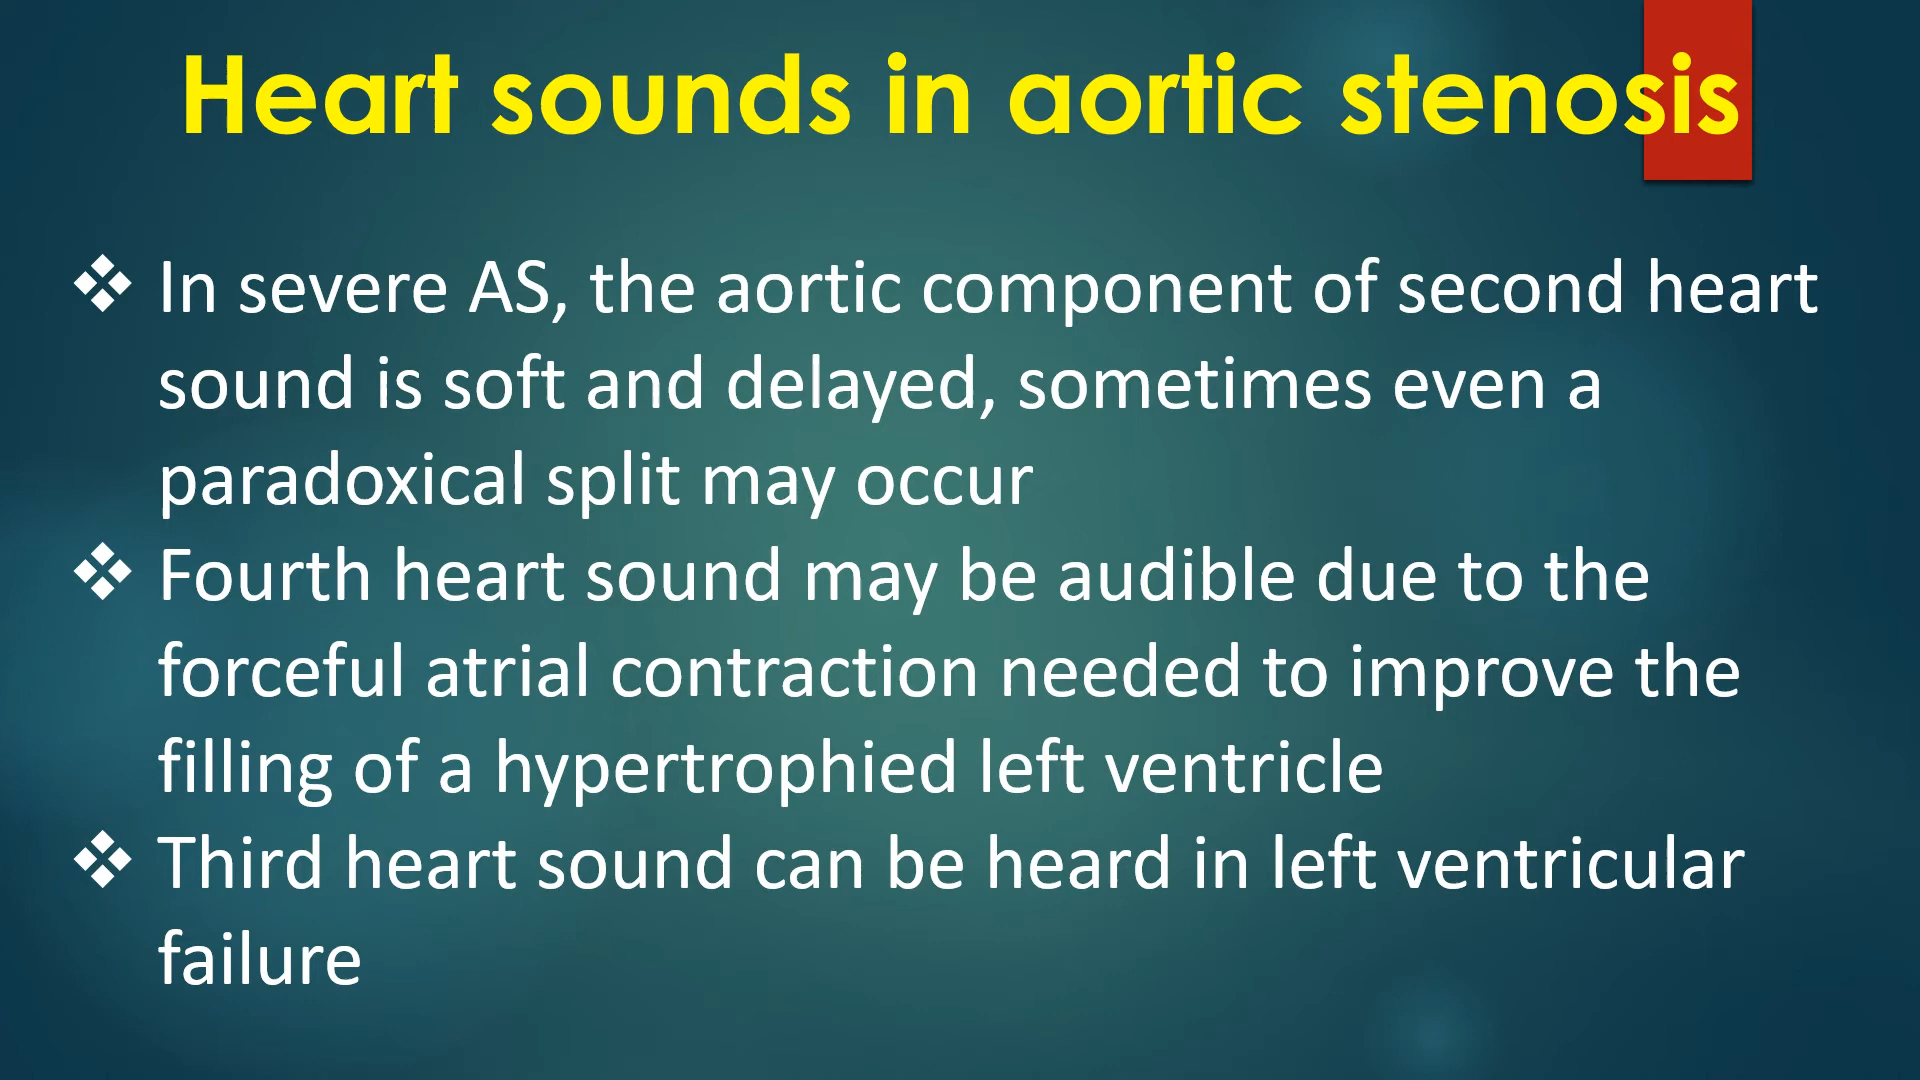 Heart sounds in aortic stenosis
❖ In severe AS, the aortic component of second heart
sound is soft and delayed, sometimes even a
paradoxical split may occur
❖ Fourth heart sound may be audible due to the
forceful atrial contraction needed to improve the
filling of a hypertrophied left ventricle
❖ Third heart sound can be heard in left ventricular
failure